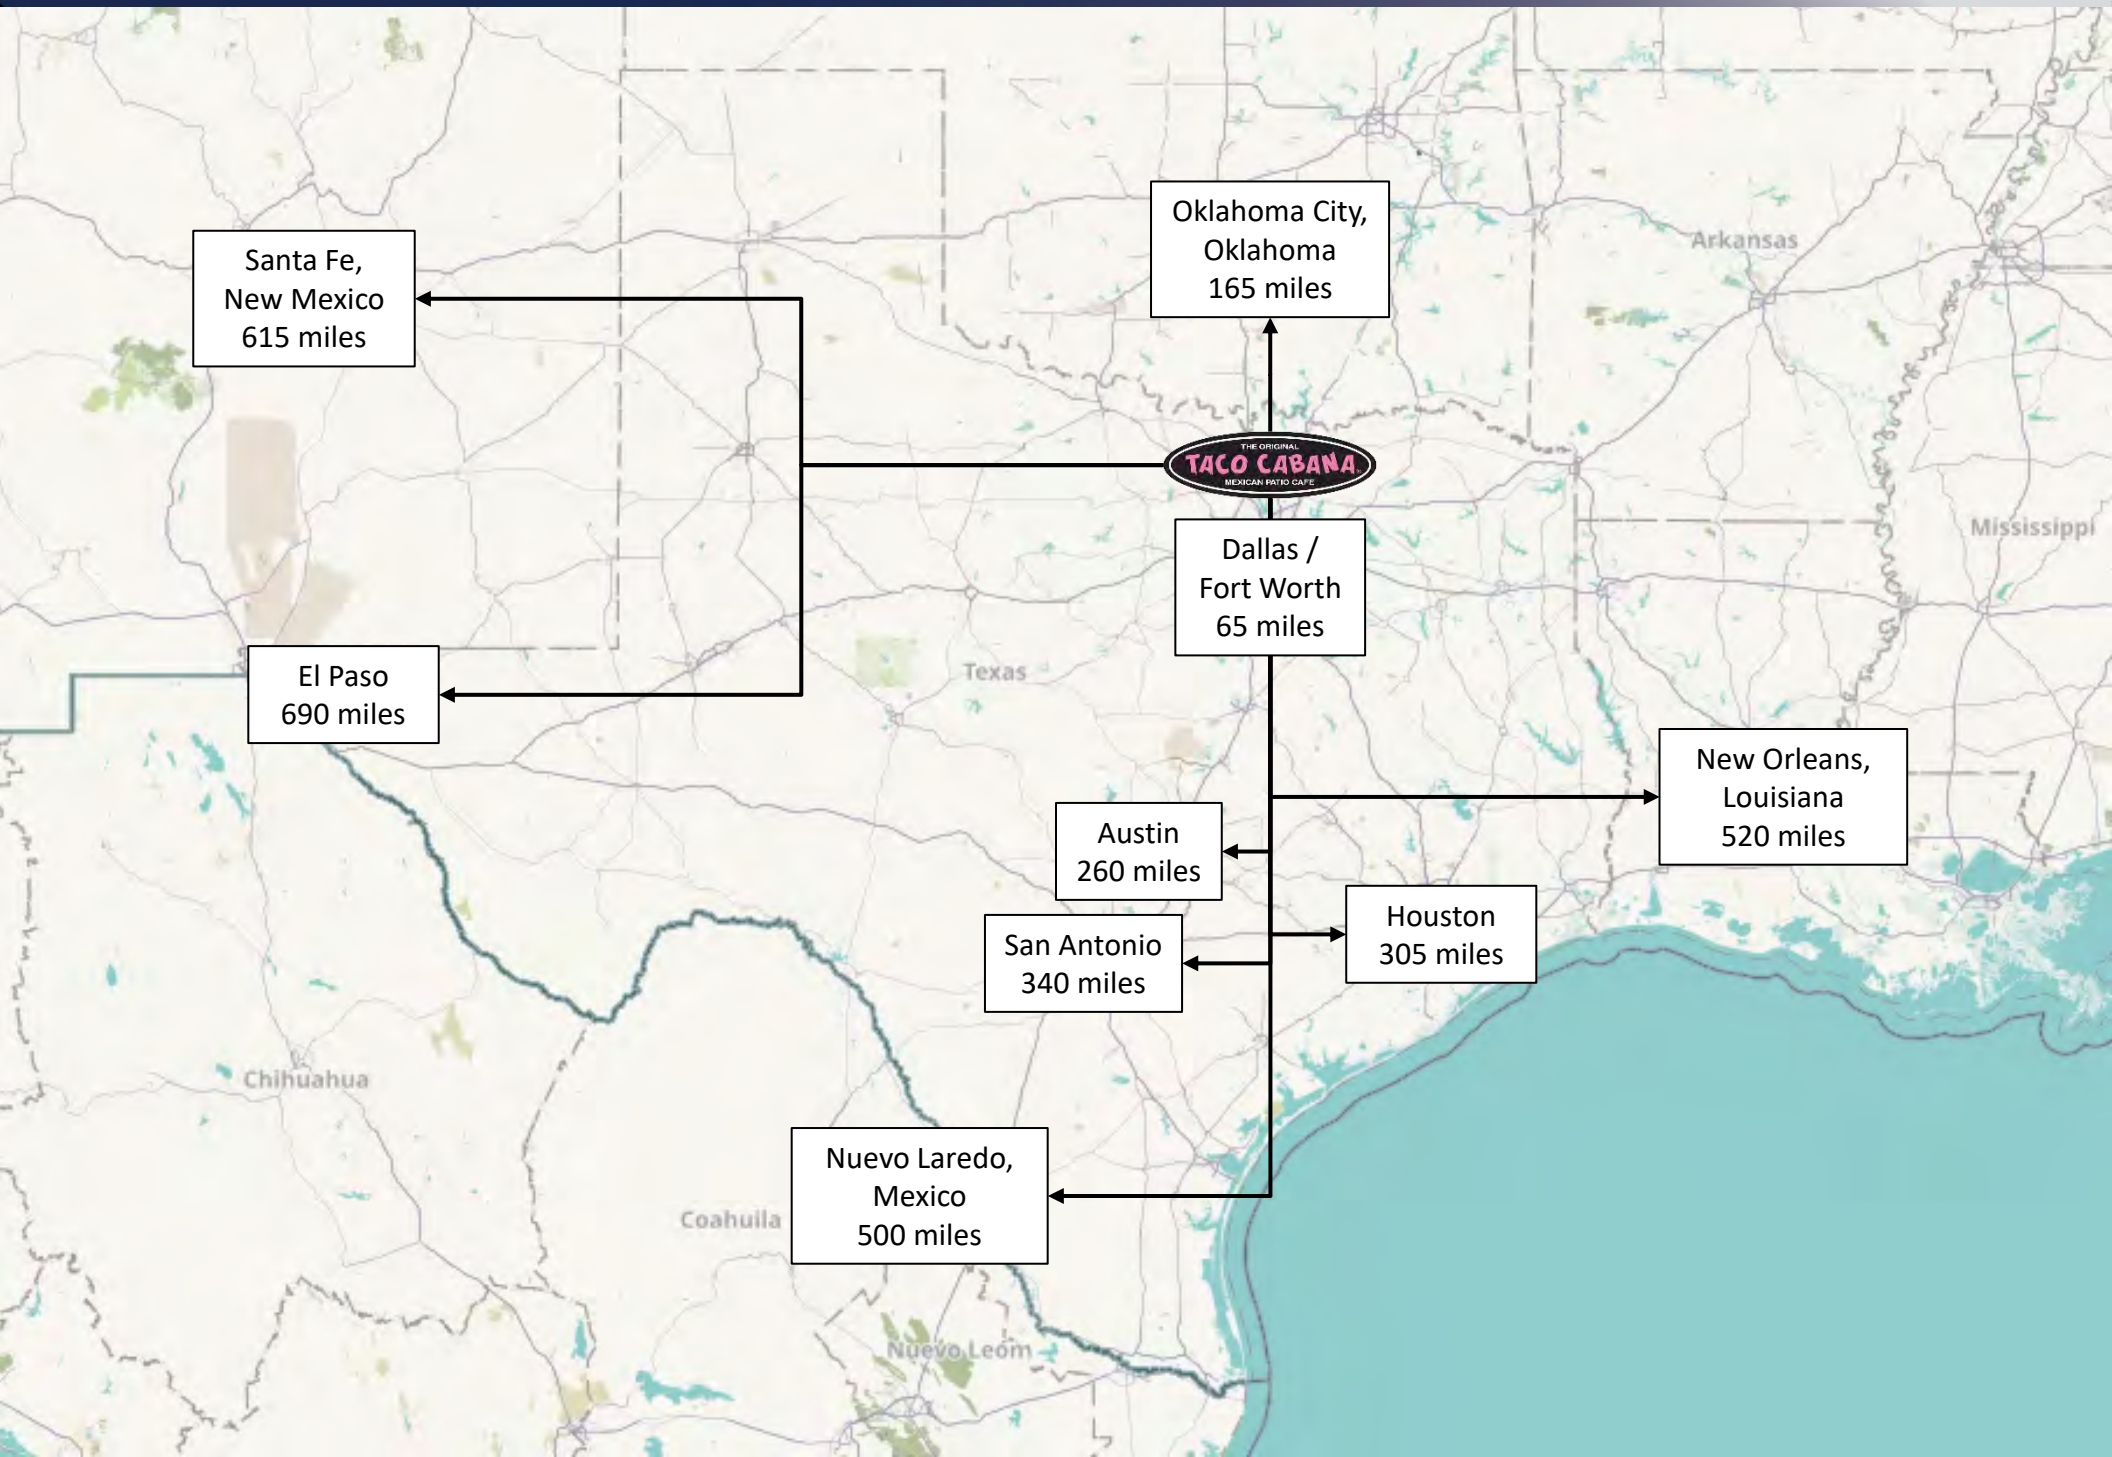 Oklahoma City,
Oklahoma
165 miles
Arkansas
Santa Fe,
New Mexico
615 miles
THE ORIGINAL
TACO CABANA
MEXICAN PATIO CAFE
Dallas /
Fort Worth
65 miles
Mississippi
Texas
El Paso
690 miles
New Orleans,
Louisiana
520 miles
Austin
260 miles
Houston
305 miles
San Antonio
340 miles
Chihuahua
Nuevo Laredo,
Mexico
500 miles
Coahuila
Nuevo León